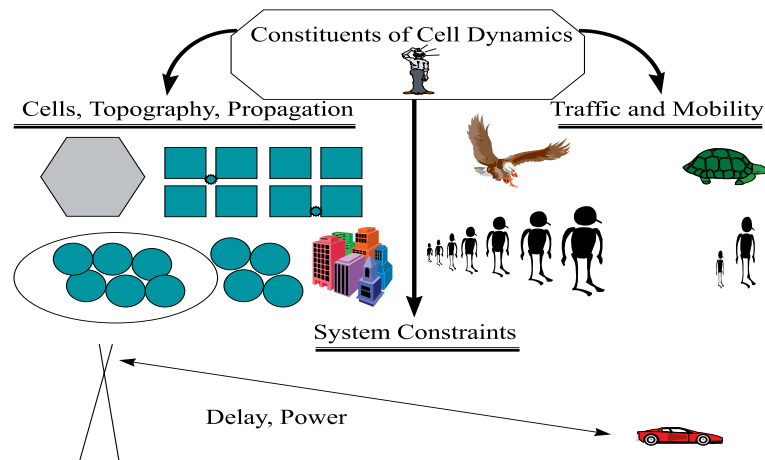 Constituents of Cell Dynamics
Cells, Topography, Propagation
Traffic and Mobility
System Constraints
Delay, Power